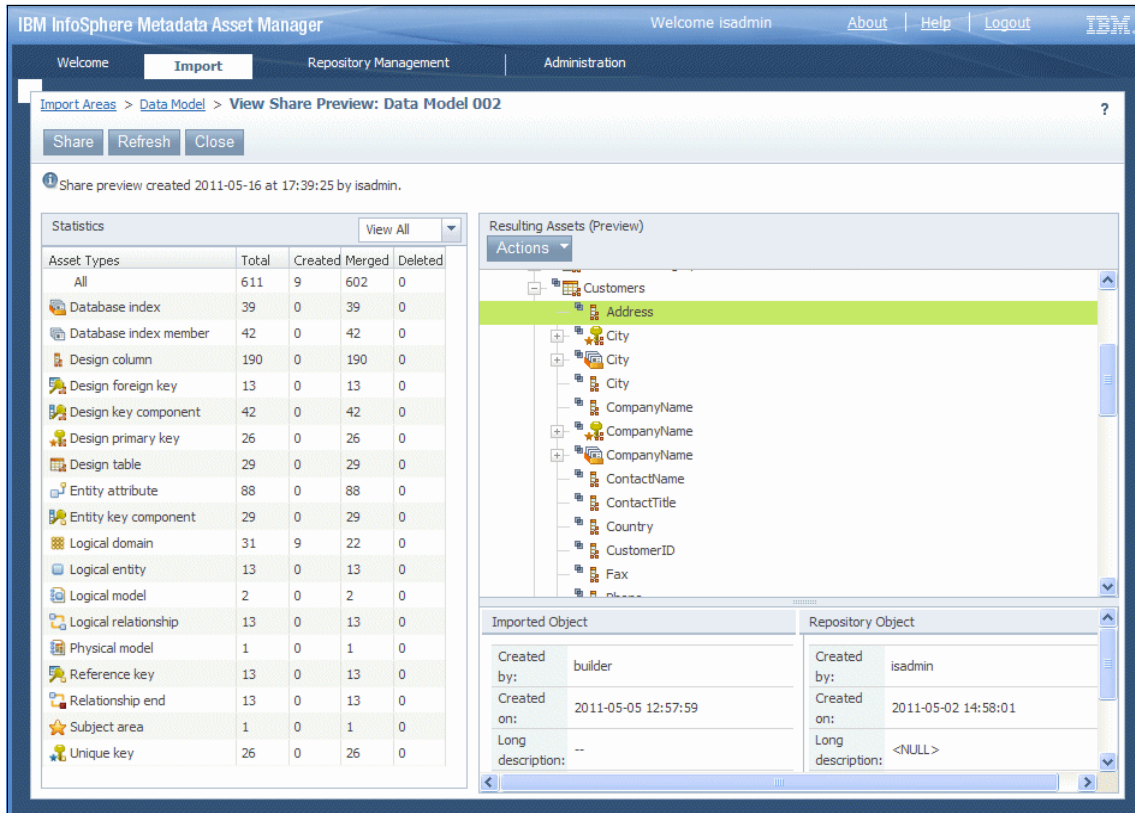 IBM InfoSphere Metadata Asset Manager Welcome isadmin About Help Logout IBM.
Welcome Import Repository Management Administration
Import Areas > Data Model > View Share Preview: Data Model 002 ?
Share Refresh Close
Share preview created 2011-05-16 at 17:39:25 by isadmin.
Statistics View All
Asset Types Total Created Merged Deleted
All 611 9 602 0
Database index 39 0 39 0
Database index member 42 0 42 0
Design column 190 0 190 0
Design foreign key 13 0 13 0
Design key component 42 0 42 0
Design primary key 26 0 26 0
Design table 29 0 29 0
Entity attribute 88 0 88 0
Entity key component 29 0 29 0
Logical domain 31 9 22 0
Logical entity 13 0 13 0
Logical model 2 0 2 0
Logical relationship 13 0 13 0
Physical model 1 0 1 0
Reference key 13 0 13 0
Relationship end 13 0 13 0
Subject area 1 0 1 0
Unique key 26 0 26 0
Resulting Assets (Preview)
Actions
Customers
Address
City
City
City
CompanyName
CompanyName
CompanyName
ContactName
ContactTitle
Country
CustomerID
Fax
Phone
Imported Object Repository Object
Created by: builder Created by: isadmin
Created on: 2011-05-05 12:57:59 Created on: 2011-05-02 14:58:01
Long description: -- Long description: <NULL>